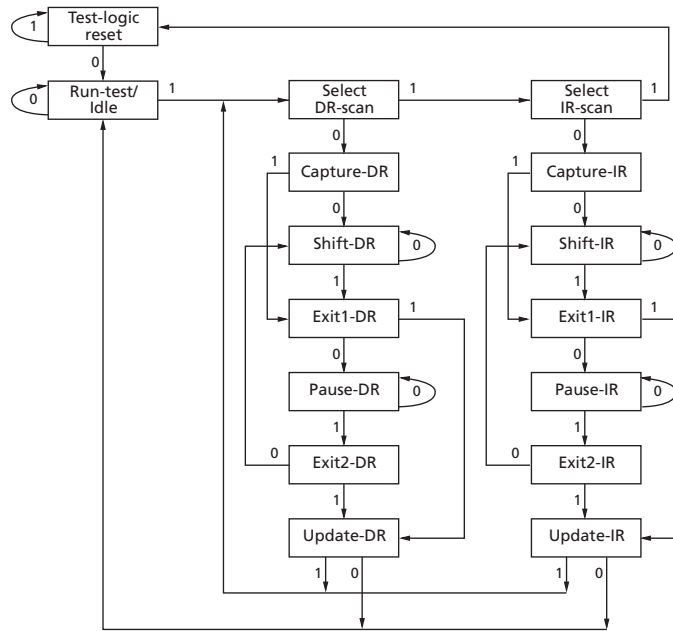 Test-logic
reset
1
0
Run-test/
Idle
0
1
Select
DR-scan
1
Select
IR-scan
1
0
0
1
Capture-DR
1
Capture-IR
0
0
Shift-DR
0
Shift-IR
0
1
1
Exit1-DR
1
Exit1-IR
1
0
0
Pause-DR
0
Pause-IR
0
1
1
0
Exit2-DR
0
Exit2-IR
1
1
Update-DR
Update-IR
1
0
1
0